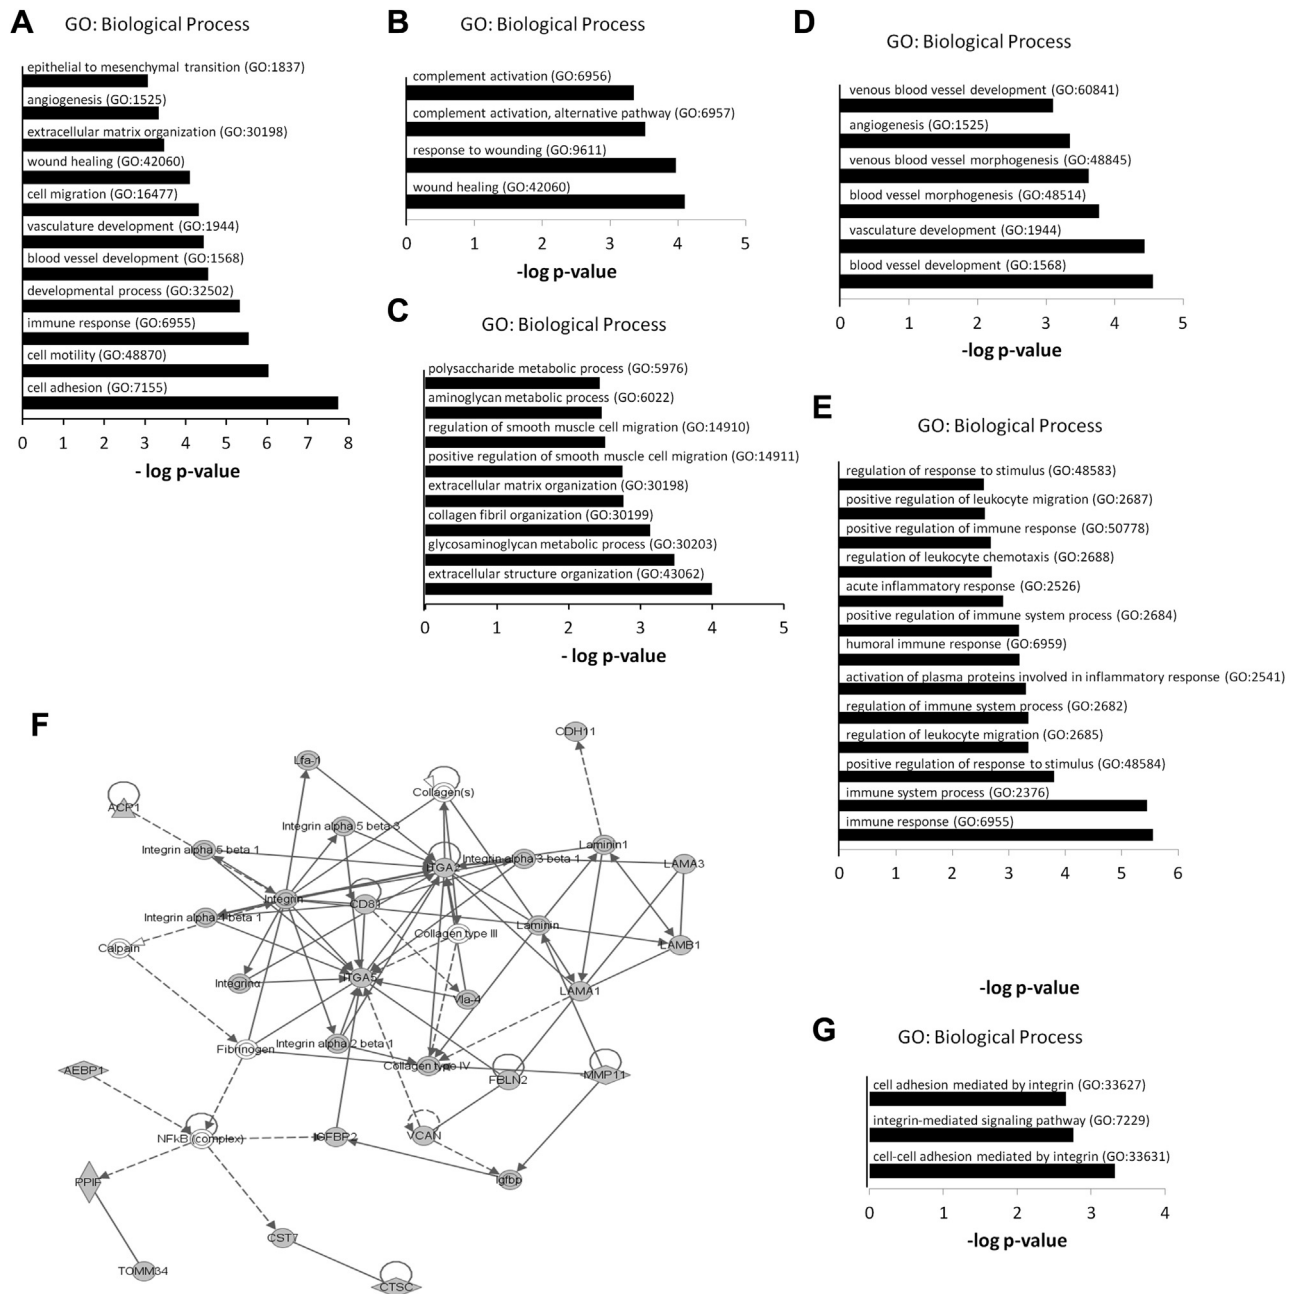 A
GO: Biological Process
epithelial to mesenchymal transition (GO:1837)
angiogenesis (GO:1525)
extracellular matrix organization (GO:30198)
wound healing (GO:42060)
cell migration (GO:16477)
vasculature development (GO:1944)
blood vessel development (GO:1568)
developmental process (GO:32502)
immune response (GO:6955)
cell motility (GO:48870)
cell adhesion (GO:7155)
0 1 2 3 4 5 6 7 8
- log p-value
B
GO: Biological Process
complement activation (GO:6956)
complement activation, alternative pathway (GO:6957)
response to wounding (GO:9611)
wound healing (GO:42060)
0 1 2 3 4 5
-log p-value
C
GO: Biological Process
polysaccharide metabolic process (GO:5976)
aminoglycan metabolic process (GO:6022)
regulation of smooth muscle cell migration (GO:14910)
positive regulation of smooth muscle cell migration (GO:14911)
extracellular matrix organization (GO:30198)
collagen fibril organization (GO:30199)
glycosaminoglycan metabolic process (GO:30203)
extracellular structure organization (GO:43062)
0 1 2 3 4 5
- log p-value
D
GO: Biological Process
venous blood vessel development (GO:60841)
angiogenesis (GO:1525)
venous blood vessel morphogenesis (GO:48845)
blood vessel morphogenesis (GO:48514)
vasculature development (GO:1944)
blood vessel development (GO:1568)
0 1 2 3 4 5
-log p-value
E
GO: Biological Process
regulation of response to stimulus (GO:48583)
positive regulation of leukocyte migration (GO:2687)
positive regulation of immune response (GO:50778)
regulation of leukocyte chemotaxis (GO:2688)
acute inflammatory response (GO:2526)
positive regulation of immune system process (GO:2684)
humoral immune response (GO:6959)
activation of plasma proteins involved in inflammatory response (GO:2541)
regulation of immune system process (GO:2682)
regulation of leukocyte migration (GO:2685)
positive regulation of response to stimulus (GO:48584)
immune system process (GO:2376)
immune response (GO:6955)
0 1 2 3 4 5 6
-log p-value
F
CDH11
Lfa-1
Collagen(s)
ACP1
Integrin alpha 5 beta 3
Integrin alpha 5 beta 1
Laminin1
Integrin alpha 3 beta 1
LAMA3
ITGA2
Integrin
CD83
Integrin alpha 4 beta 1
Laminin
Collagen type III
Calpain
LAMB1
ITGA5
Integrinα
LAMA1
Vla-4
Integrin alpha 2 beta 1
Fibrinogen
Collagen type IV
AEBP1
FBLN2
MMP11
NFkB (complex)
IGFBP2
VCAN
PPIF
Igfbp
CST7
TOMM34
CTSC
G
GO: Biological Process
cell adhesion mediated by integrin (GO:33627)
integrin-mediated signaling pathway (GO:7229)
cell-cell adhesion mediated by integrin (GO:33631)
0 1 2 3 4
-log p-value